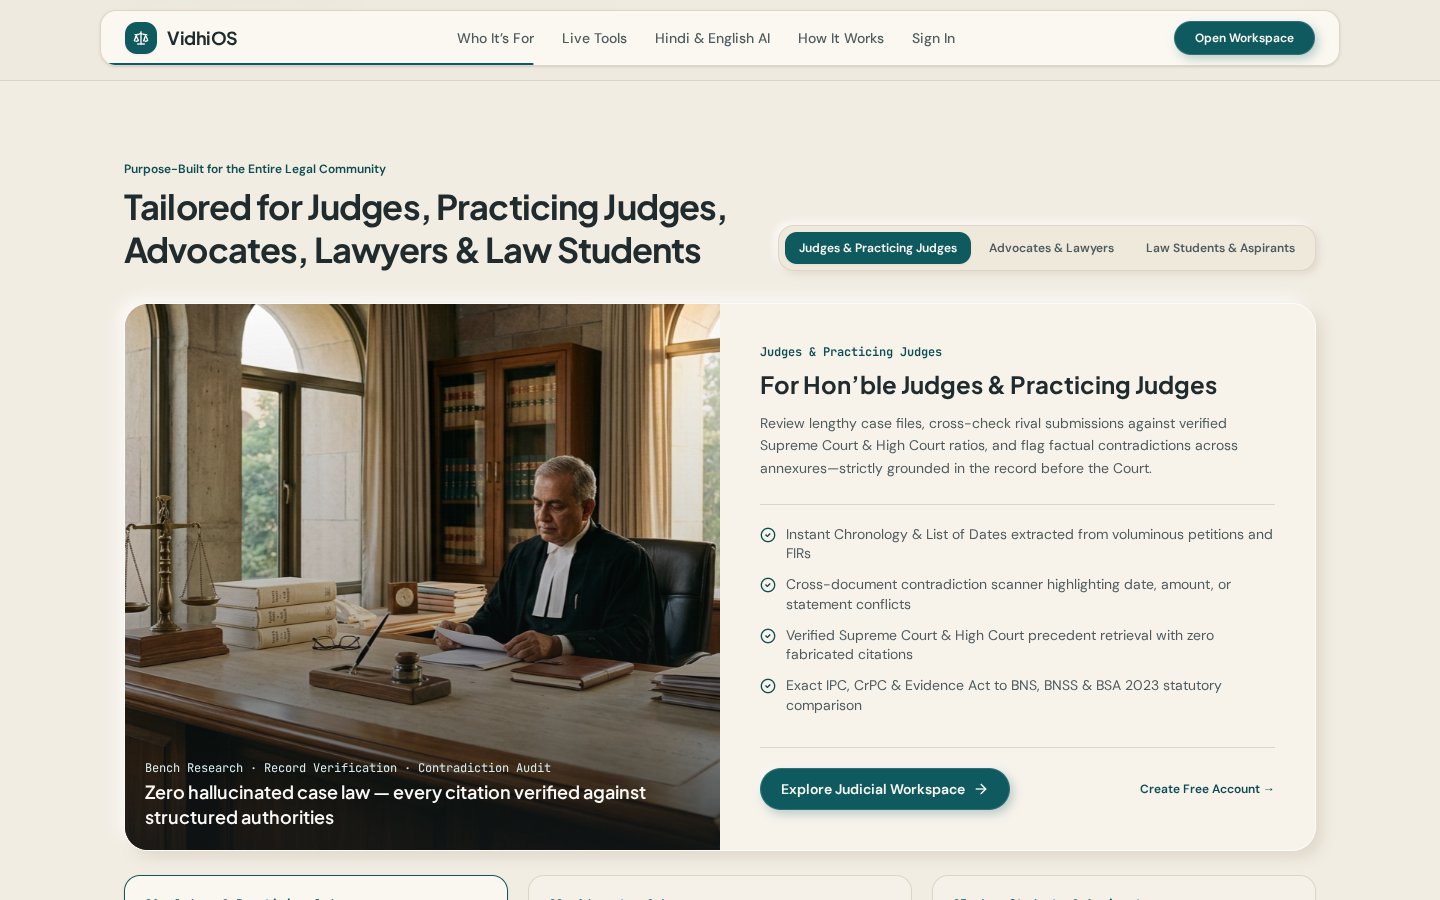 VidhiOS
Who It's For
Live Tools
Hindi & English AI
How It Works
Sign In
Open Workspace
Purpose-Built for the Entire Legal Community
Tailored for Judges, Practicing Judges,
Advocates, Lawyers & Law Students
Judges & Practicing Judges
Advocates & Lawyers
Law Students & Aspirants
Bench Research · Record Verification · Contradiction Audit
Zero hallucinated case law — every citation verified against
structured authorities
Judges & Practicing Judges
For Hon’ble Judges & Practicing Judges
Review lengthy case files, cross-check rival submissions against verified
Supreme Court & High Court ratios, and flag factual contradictions across
annexures—strictly grounded in the record before the Court.
Instant Chronology & List of Dates extracted from voluminous petitions and
FIRs
Cross-document contradiction scanner highlighting date, amount, or
statement conflicts
Verified Supreme Court & High Court precedent retrieval with zero
fabricated citations
Exact IPC, CrPC & Evidence Act to BNS, BNSS & BSA 2023 statutory
comparison
Explore Judicial Workspace →
Create Free Account →